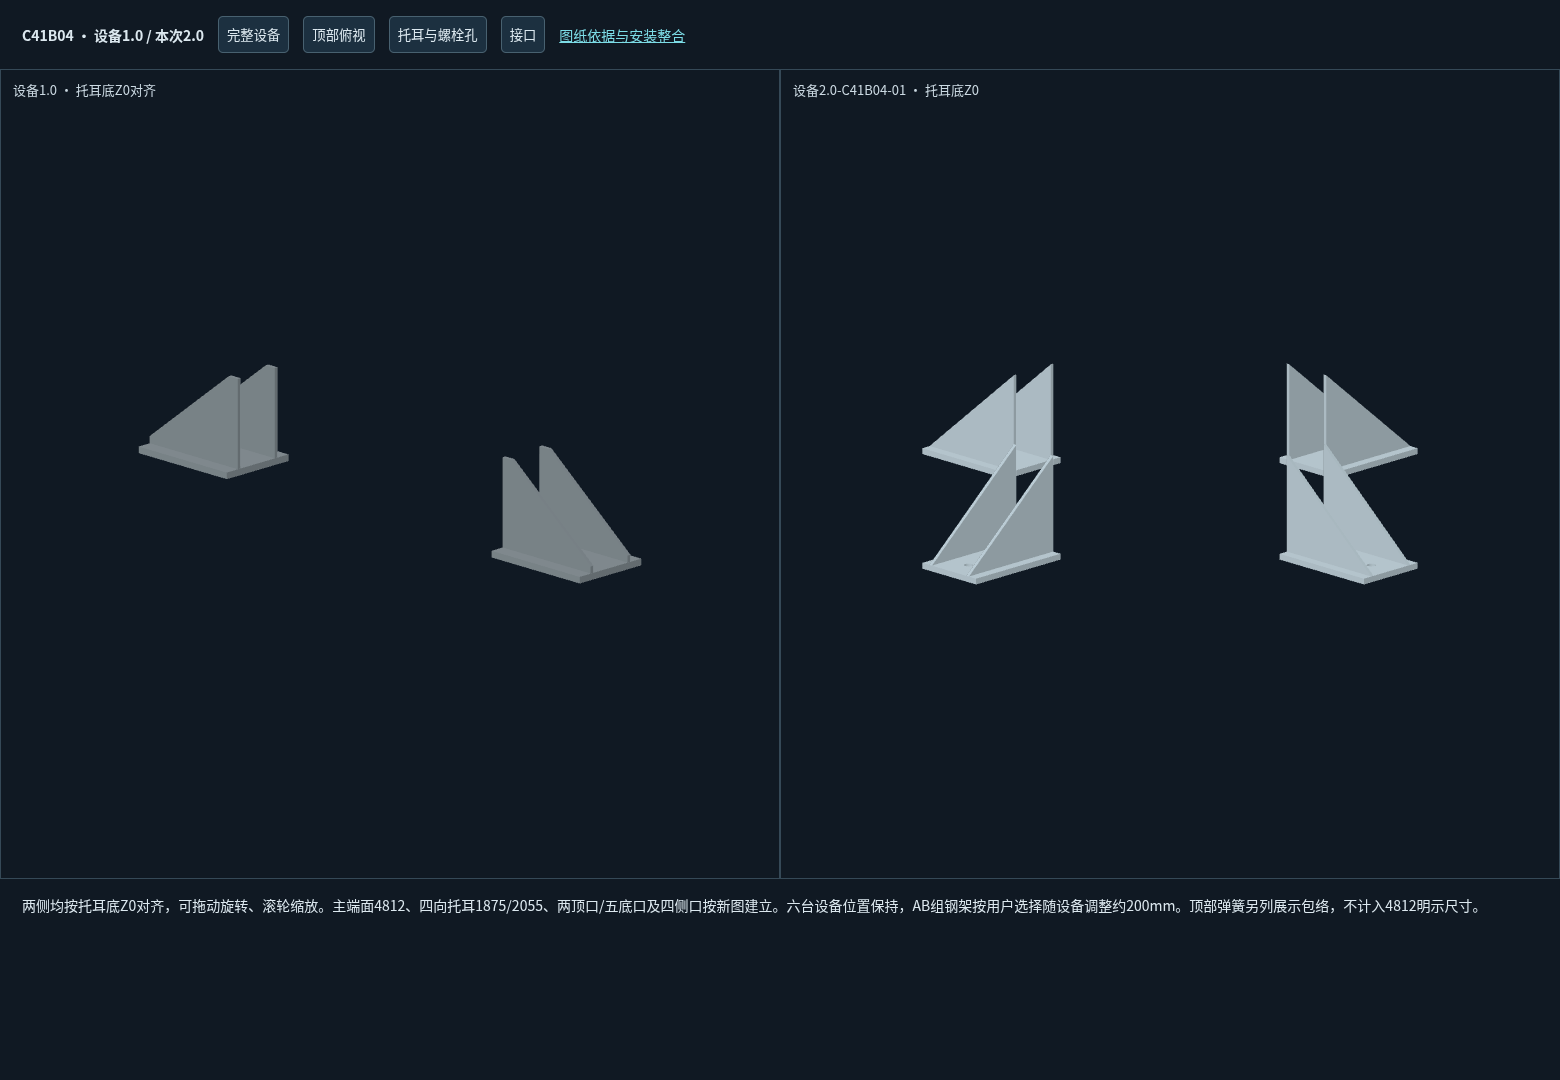 C41B04 · 设备1.0 / 本次2.0 完整设备 顶部俯视 托耳与螺栓孔 接口 图纸依据与安装整合
设备1.0 · 托耳底Z0对齐
设备2.0-C41B04-01 · 托耳底Z0
两侧均按托耳底Z0对齐，可拖动旋转、滚轮缩放。主端面4812、四向托耳1875/2055、两顶口/五底口及四侧口按新图建立。六台设备位置保持，AB组钢架按用户选择随设备调整约200mm。顶部弹簧另列展示包络，不计入4812明示尺寸。